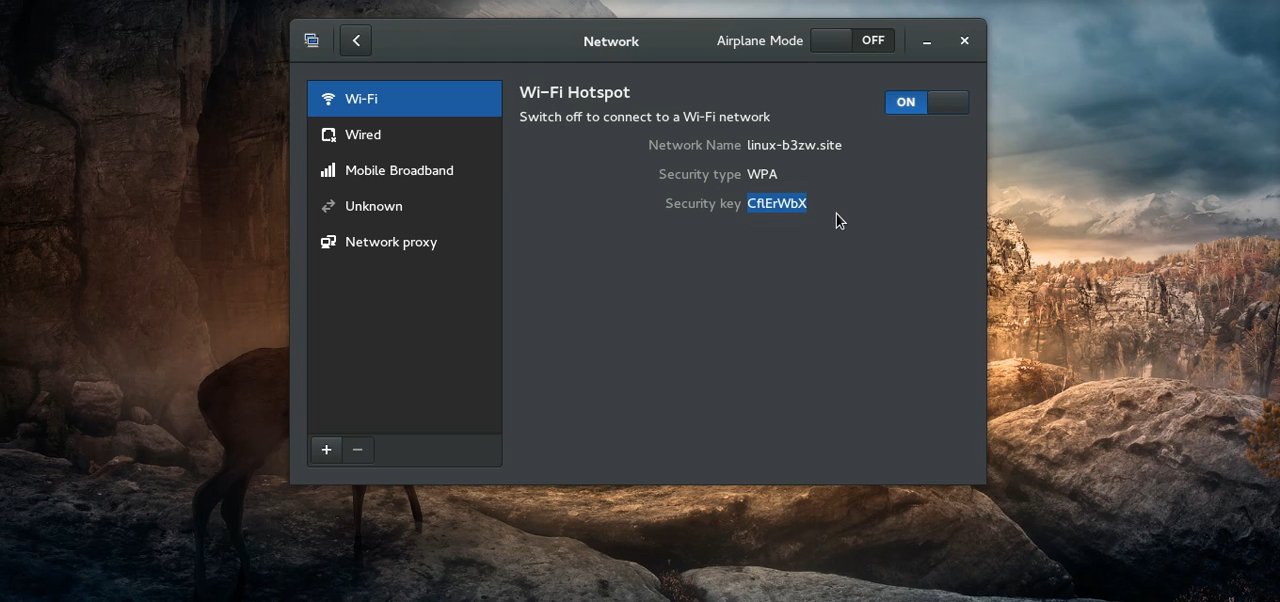 Network
Airplane Mode OFF
Wi-Fi
Wired
Mobile Broadband
Unknown
Network proxy
Wi-Fi Hotspot
ON
Switch off to connect to a Wi-Fi network
Network Name linux-b3zw.site
Security type WPA
Security key CflErWbX